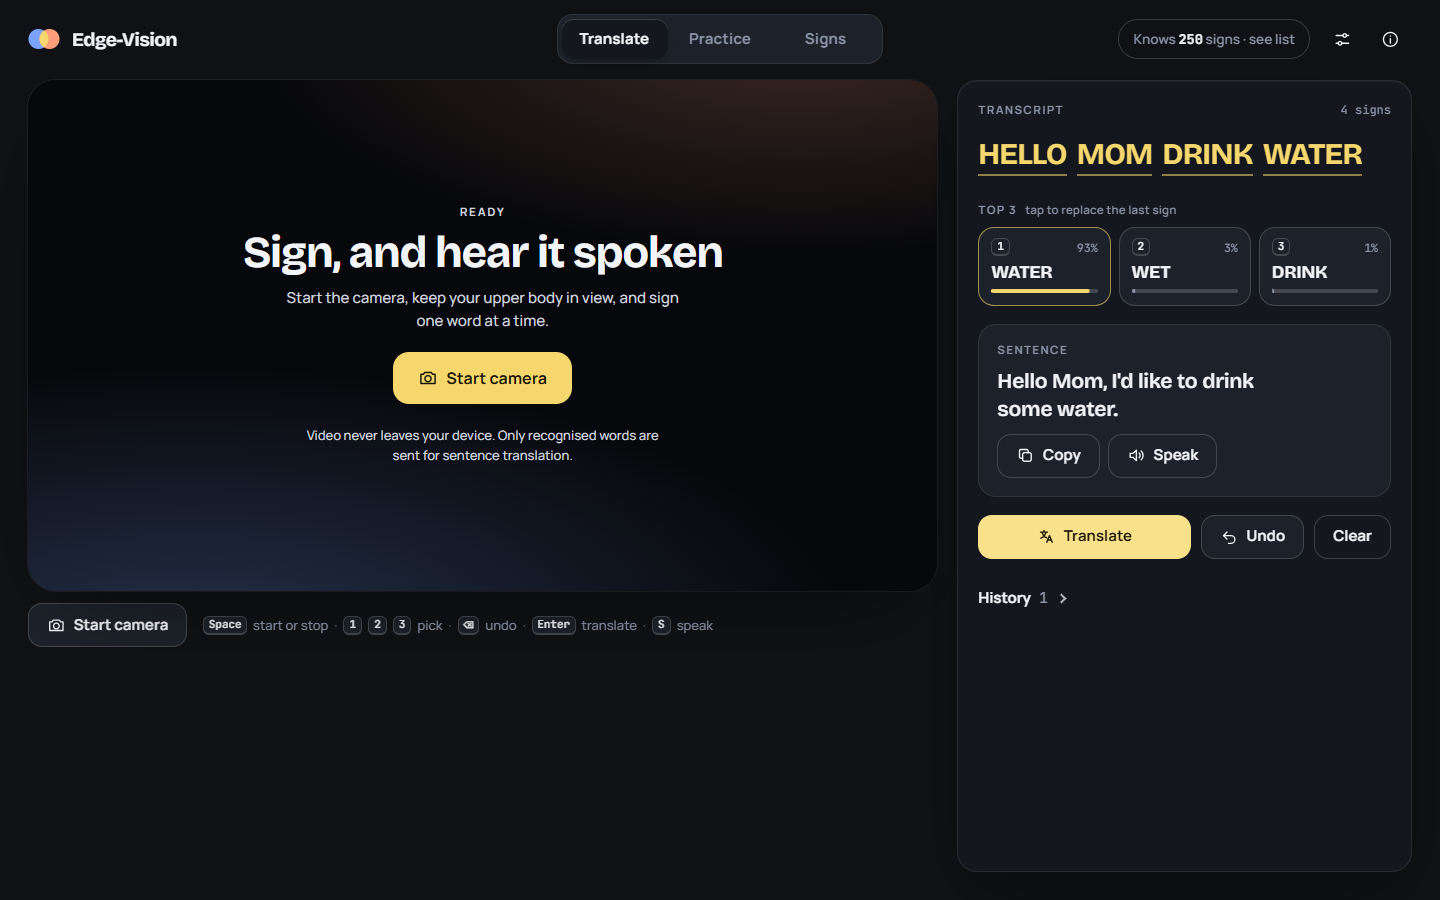 Edge-Vision
Translate
Practice
Signs
Knows 250 signs · see list
READY
Sign, and hear it spoken
Start the camera, keep your upper body in view, and sign
one word at a time.
Start camera
Video never leaves your device. Only recognised words are
sent for sentence translation.
Start camera
Space start or stop · 1 2 3 pick · ⌫ undo · Enter translate · S speak
TRANSCRIPT
4 signs
HELLO MOM DRINK WATER
TOP 3 tap to replace the last sign
1 93%
WATER
2 3%
WET
3 1%
DRINK
SENTENCE
Hello Mom, I'd like to drink
some water.
Copy
Speak
Translate
Undo
Clear
History 1